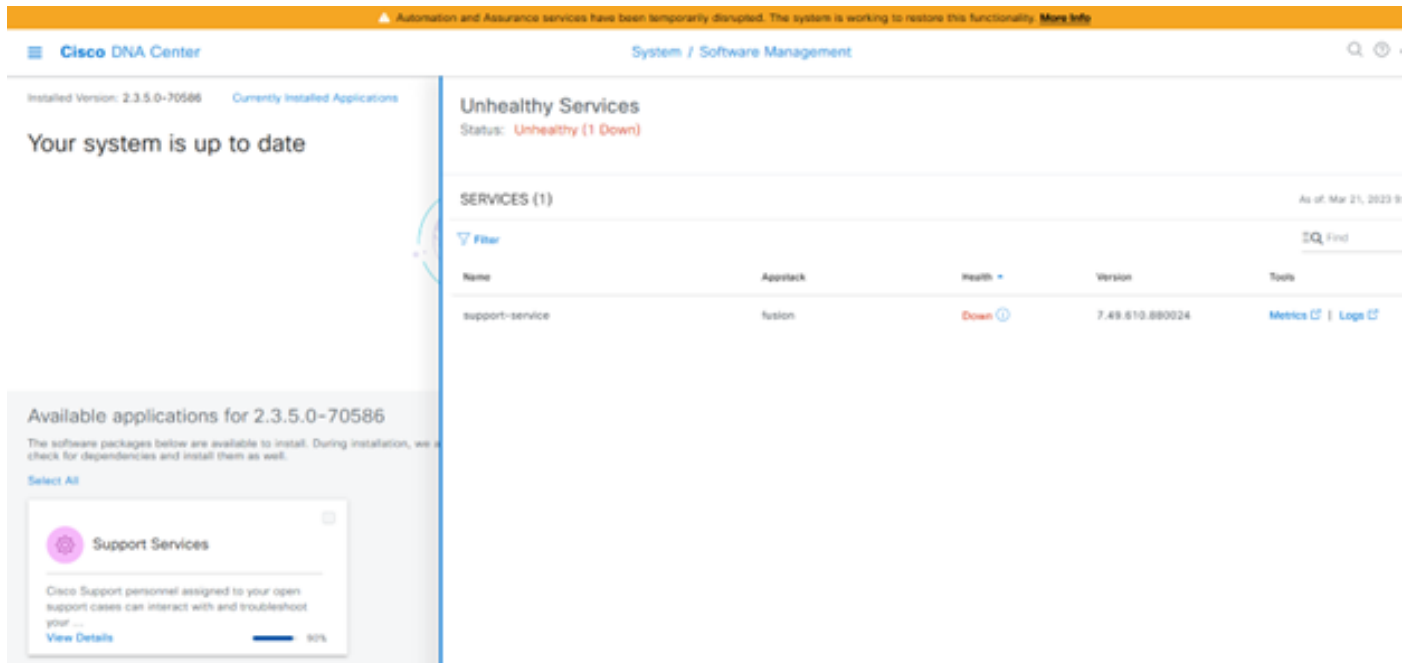 Automation and Assurance services have been temporarily disrupted. The system is working to restore this functionality. More Info
Cisco DNA Center
System / Software Management
Installed Version: 2.3.5.0-70586 Currently Installed Applications
Your system is up to date
Unhealthy Services
Status: Unhealthy (1 Down)
SERVICES (1)
As of: Mar 21, 2023
Filter
Find
Name Appstack Health Version Tools
support-service fusion Down 7.49.610.880024 Metrics | Logs
Available applications for 2.3.5.0-70586
The software packages below are available to install. During installation, we
check for dependencies and install them as well.
Select All
Support Services
Cisco Support personnel assigned to your open
support cases can interact with and troubleshoot
your ...
View Details 90%